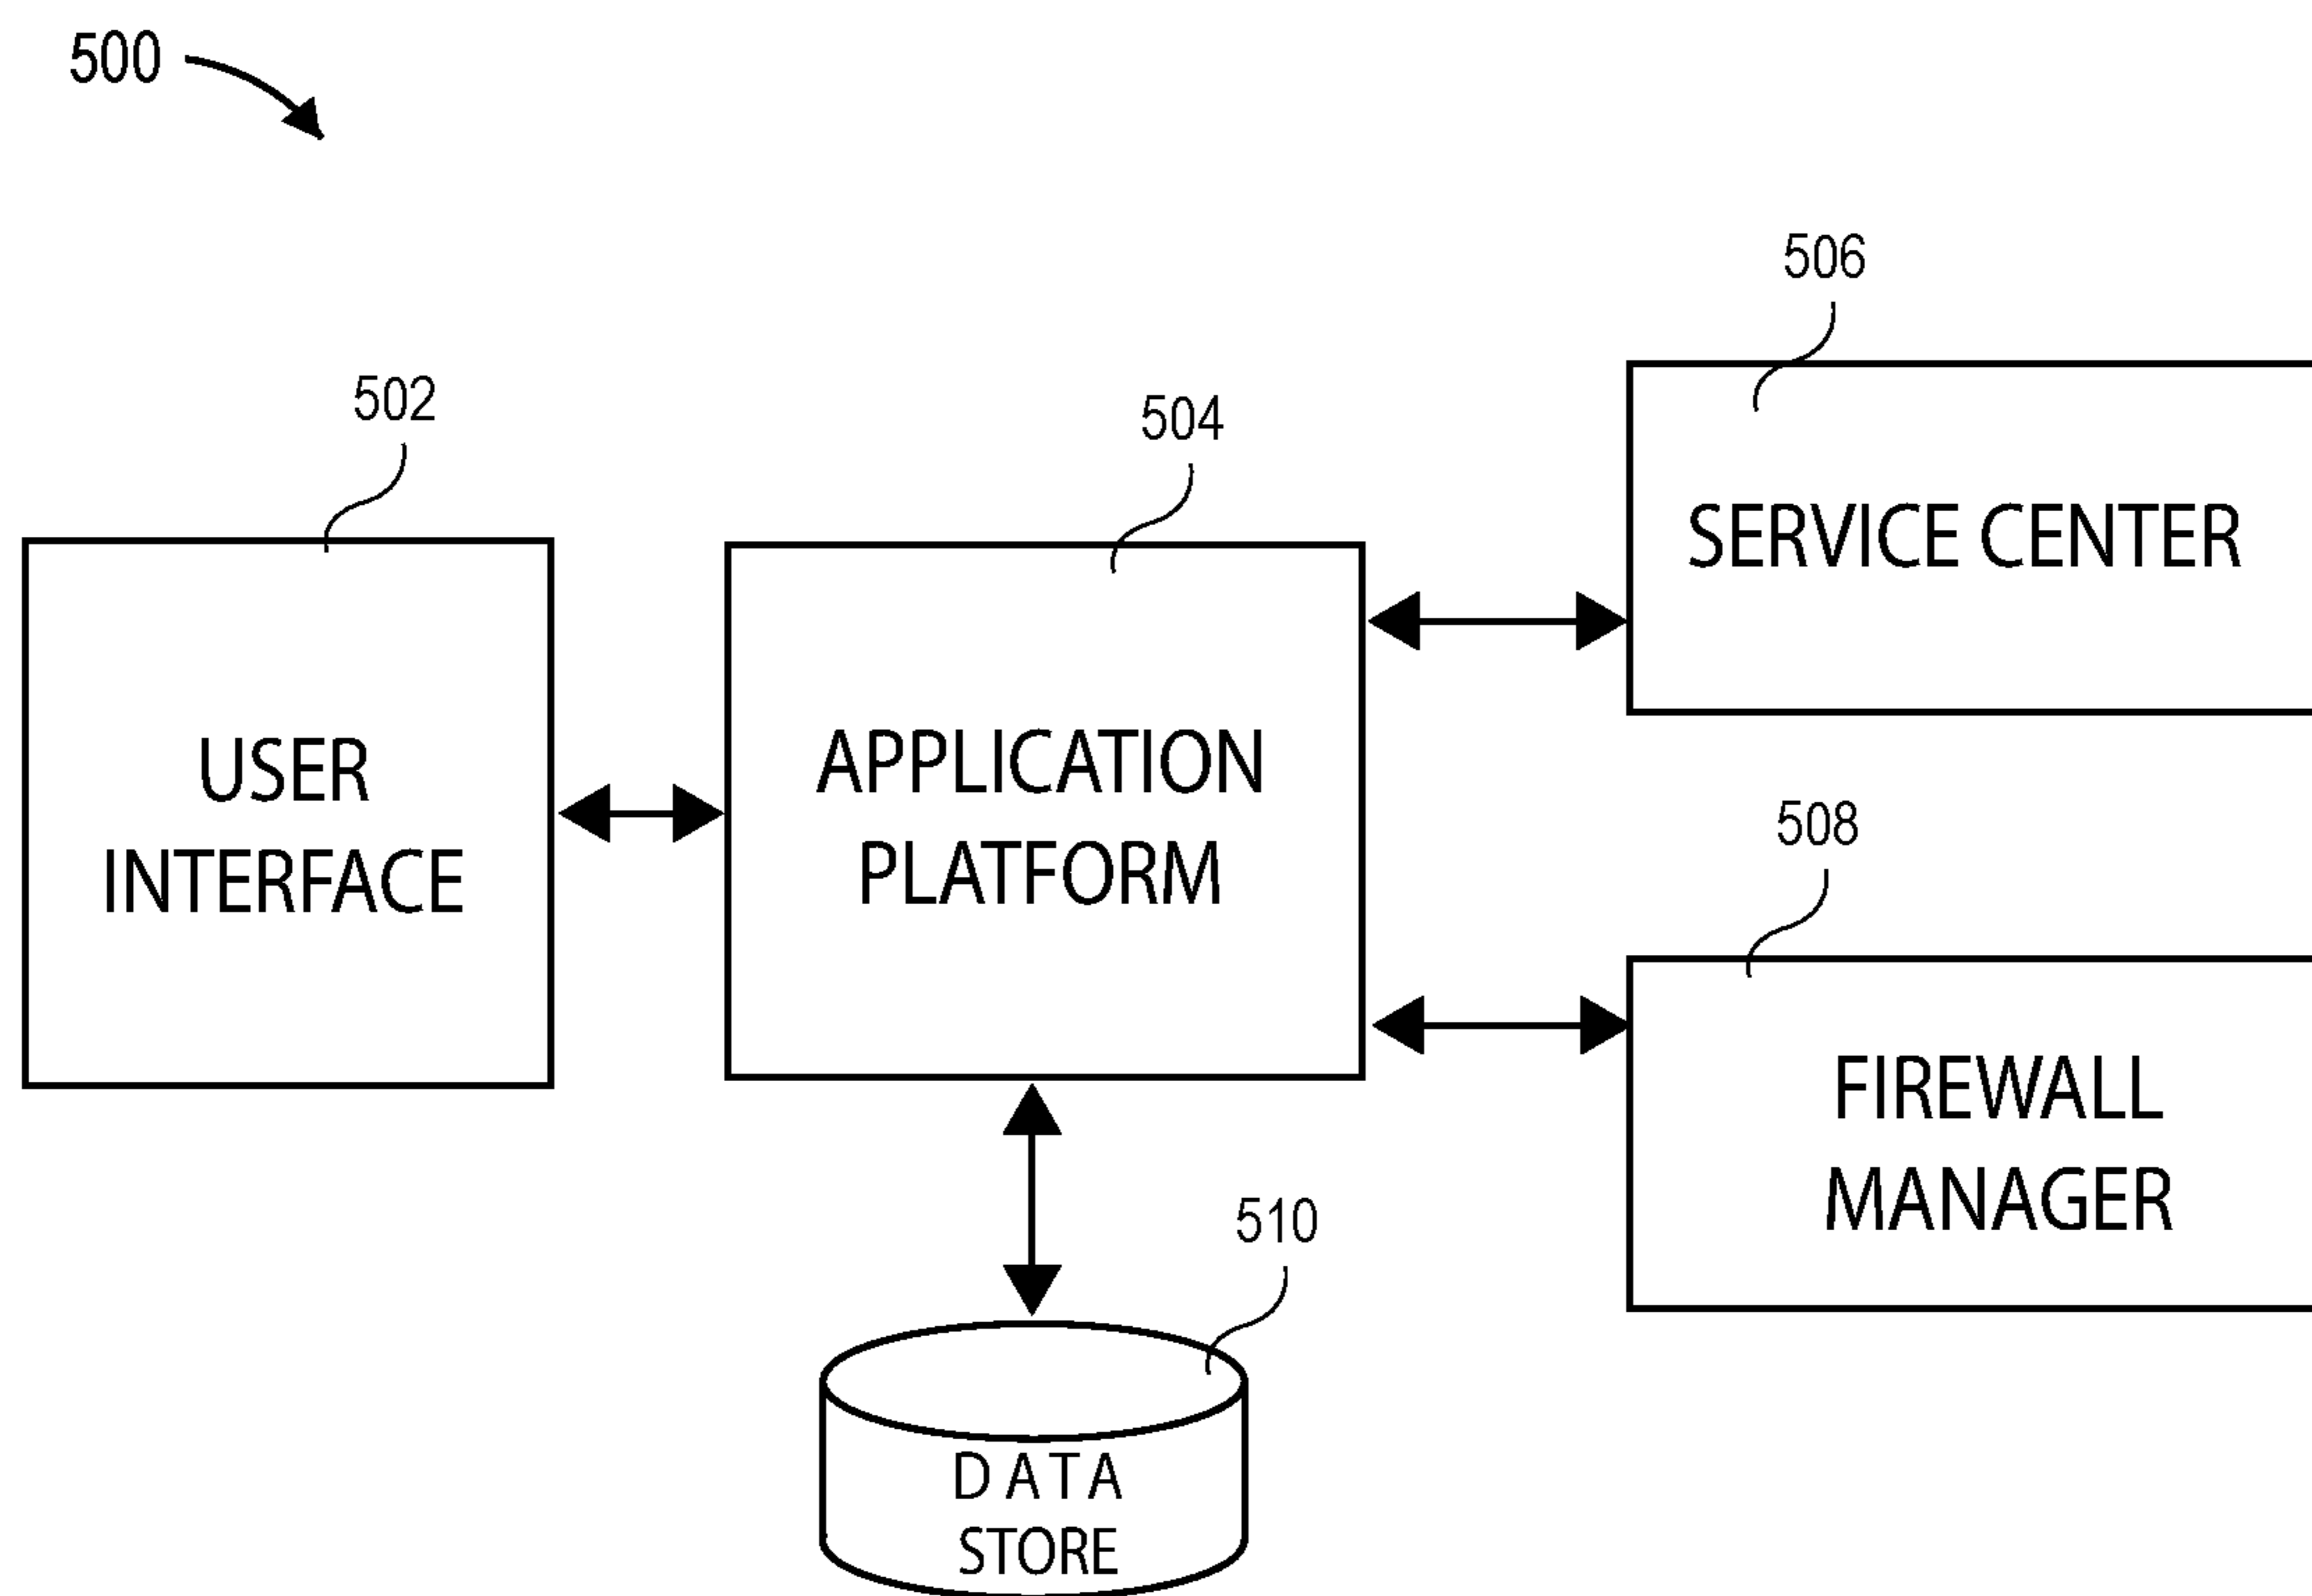 500
506
502
504
SERVICE CENTER
USER
INTERFACE
APPLICATION
PLATFORM
508
FIREWALL
MANAGER
510
DATA
STORE